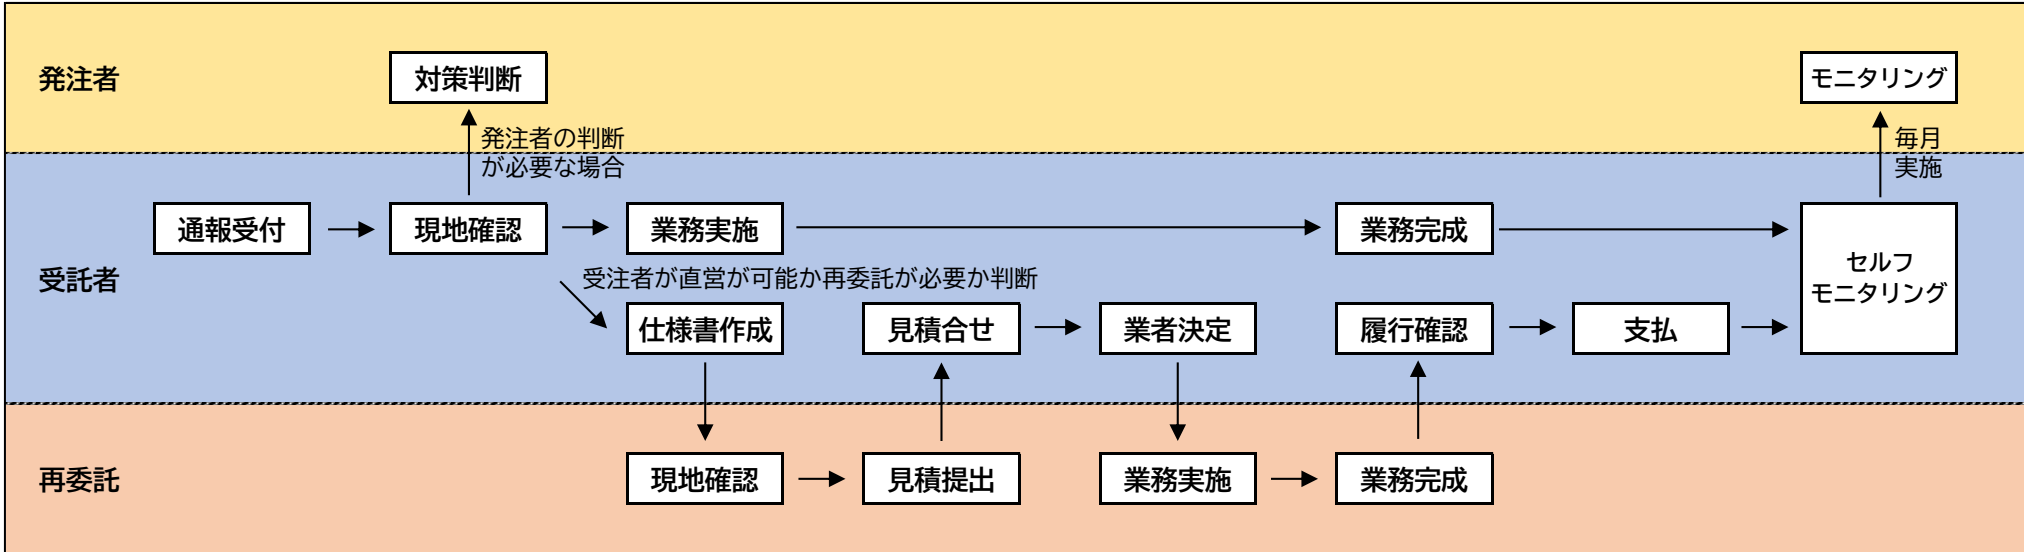 発注者
対策判断
モニタリング
発注者の判断
が必要な場合
毎月
実施
受託者
通報受付
現地確認
業務実施
業務完成
セルフ
モニタリング
受注者が直営が可能か再委託が必要か判断
仕様書作成
見積合せ
業者決定
履行確認
支払
再委託
現地確認
見積提出
業務実施
業務完成